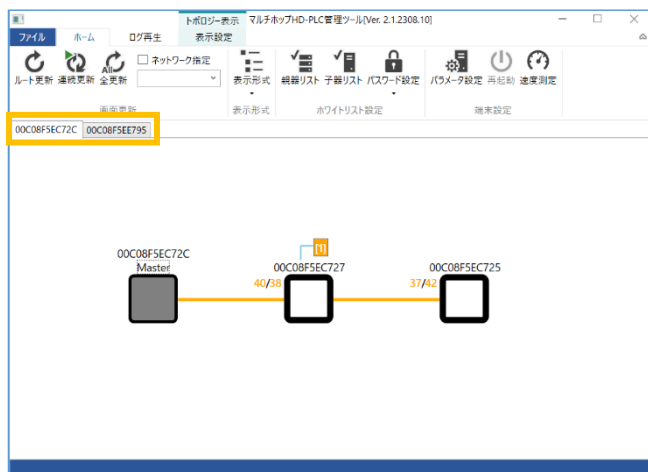 トポロジー表示 マルチホップHD-PLC管理ツール[Ver. 2.1.2308.10]
ファイル ホーム ログ再生 表示設定
ルート更新 連続更新 All 全更新 ネットワーク指定 表示形式 親器リスト 子器リスト パスワード設定 パラメータ設定 再起動 速度測定
画面更新 表示形式 ホワイトリスト設定 端末設定
00C08F5EC72C 00C08F5EE795
[1]
00C08F5EC72C 00C08F5EC727 00C08F5EC725
Master
40/38 37/42